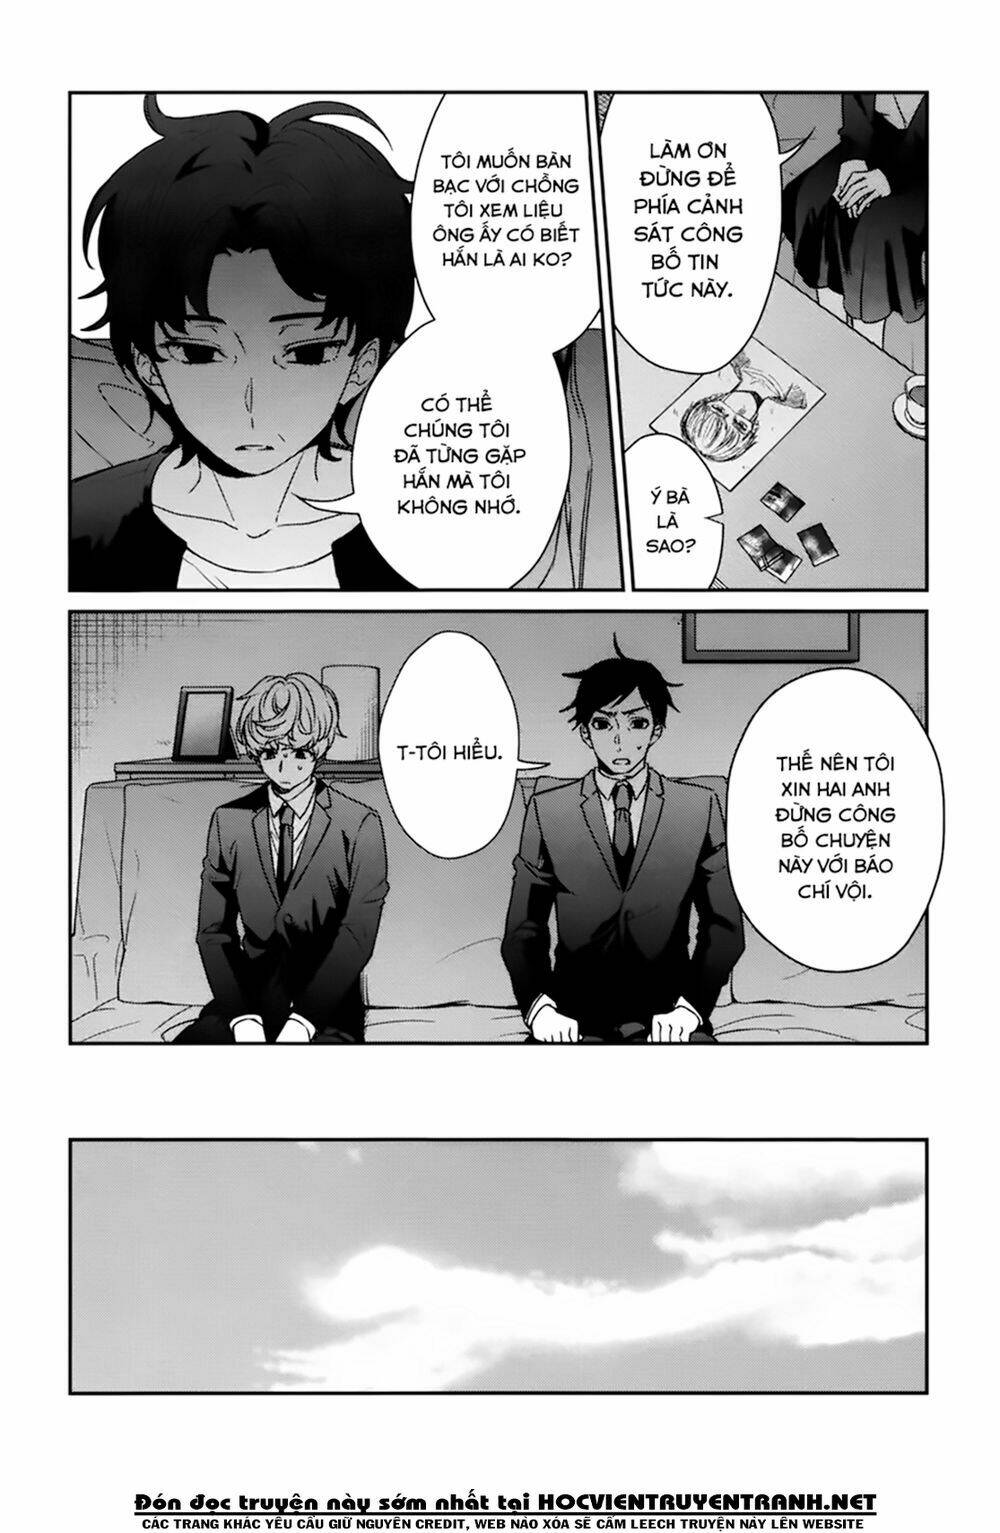 LÀM ƠN
ĐỪNG ĐỂ
PHÍA CẢNH
SÁT CÔNG
BỐ TIN
TỨC NÀY.
Ý BÀ
LÀ
SAO?
TÔI MUỐN BÀN
BẠC VỚI CHỒNG
TÔI XEM LIỆU
ÔNG ẤY CÓ BIẾT
HẮN LÀ AI KO?
CÓ THỂ
CHÚNG TÔI
ĐÃ TỪNG GẶP
HẮN MÀ TÔI
KHÔNG NHỚ.
THẾ NÊN TÔI
XIN HAI ANH
ĐỪNG CÔNG
BỐ CHUYỆN
NÀY VỚI BÁO
CHÍ VỘI.
T-TÔI HIỂU.
Đón đọc truyện này sớm nhất tại HOCVIENTRUYENTRANH.NET
CÁC TRANG KHÁC YÊU CẦU GIỮ NGUYÊN CREDIT, WEB NÀO XÓA SẼ CẤM LEECH TRUYỆN NÀY LÊN WEBSITE